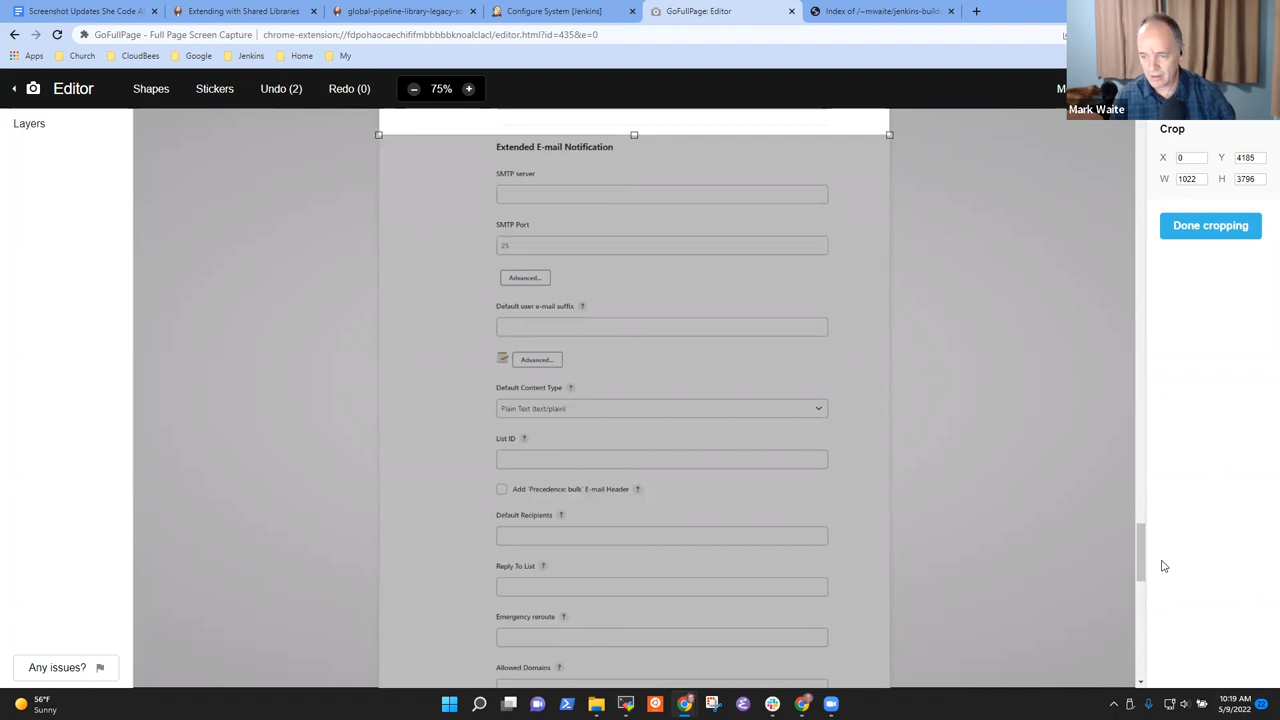 Screenshot Updates She Code A
Extending with Shared Libraries
global-pipeline-library-legacy-sc
Configure System [Jenkins]
GoFullPage: Editor
Index of /~mwaite/jenkins-build
GoFullPage - Full Page Screen Capture
chrome-extension://fdpohaocaechififmbbbbbknoalclacl/editor.html?id=435&e=0
Apps
Church
CloudBees
Google
Jenkins
Home
My
Editor
Shapes
Stickers
Undo (2)
Redo (0)
75%
Mark Waite
Layers
Crop
X 0 Y 4185
W 1022 H 3796
Done cropping
Extended E-mail Notification
SMTP server
SMTP Port
25
Advanced...
Default user e-mail suffix ?
Advanced...
Default Content Type ?
Plain Text (text/plain)
List ID ?
Add 'Precedence: bulk' E-mail Header ?
Default Recipients ?
Reply To List ?
Emergency reroute ?
Allowed Domains ?
Any issues?
56°F
Sunny
10:19 AM
5/9/2022
22